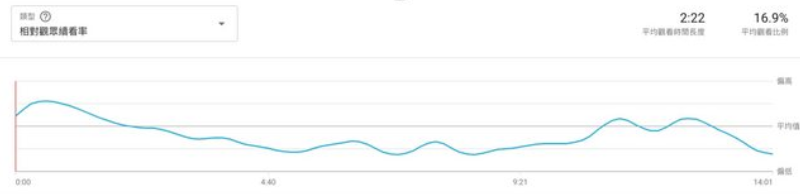 類型
相對觀眾續看率
2:22
平均觀看時間長度
16.9%
平均觀看比例
偏高
平均值
偏低
0:00
4:40
9:21
14:01